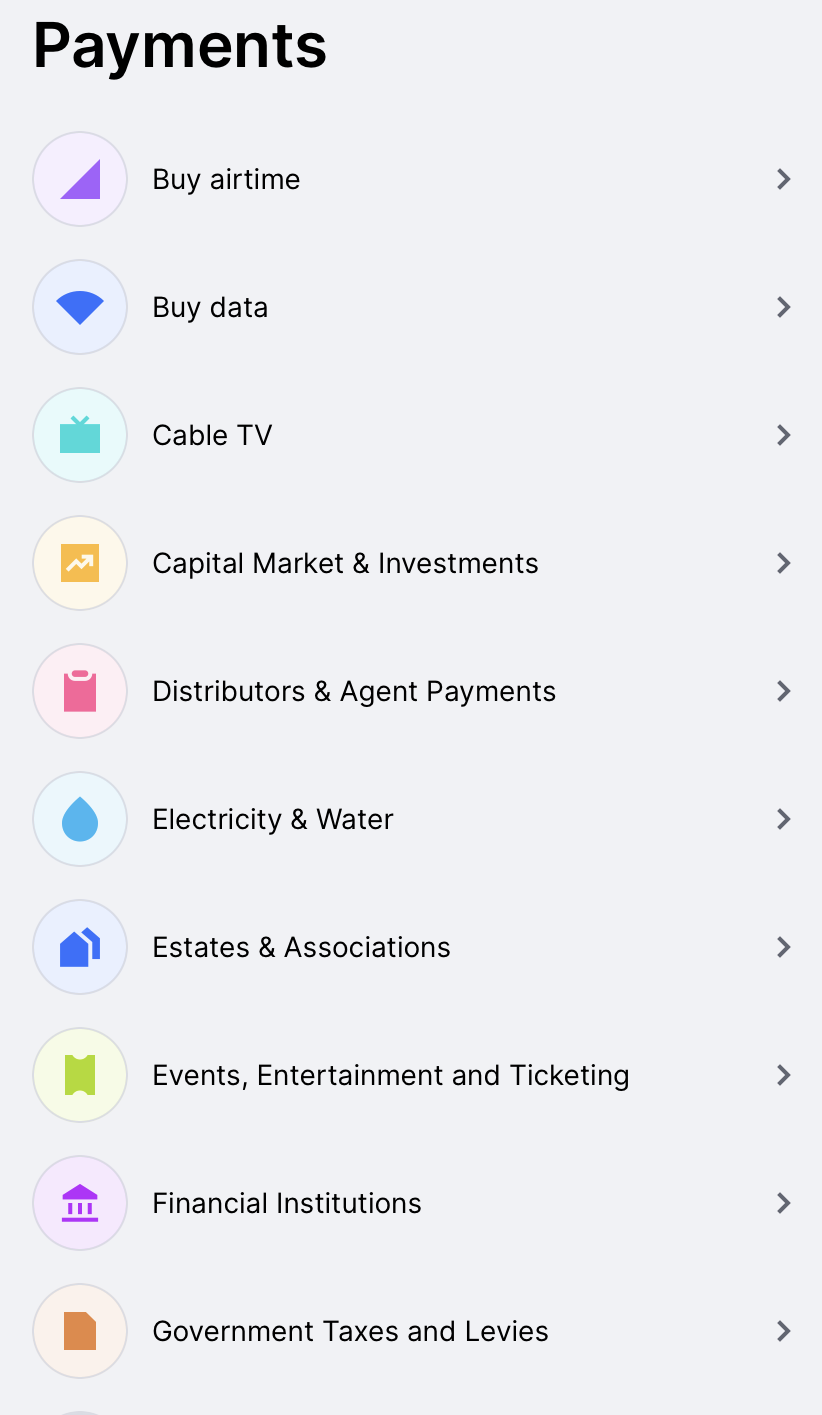 Payments
Buy airtime
Buy data
Cable TV
Capital Market & Investments
Distributors & Agent Payments
Electricity & Water
Estates & Associations
Events, Entertainment and Ticketing
Financial Institutions
Government Taxes and Levies